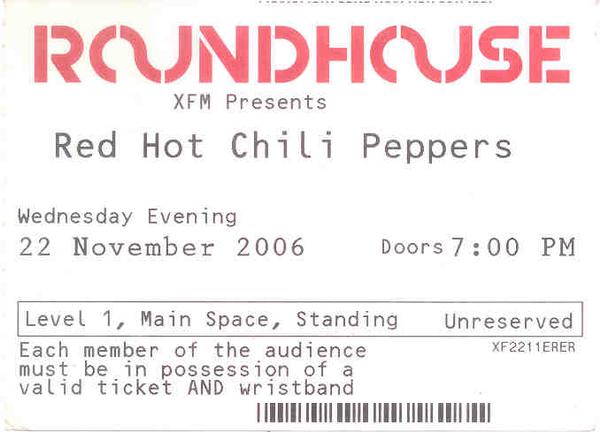 ROUNDHOUSE
XFM Presents
Red Hot Chili Peppers
Wednesday Evening
22 November 2006 Doors 7:00 PM
Level 1, Main Space, Standing Unreserved
XF2211ERER
Each member of the audience
must be in possession of a
valid ticket AND wristband